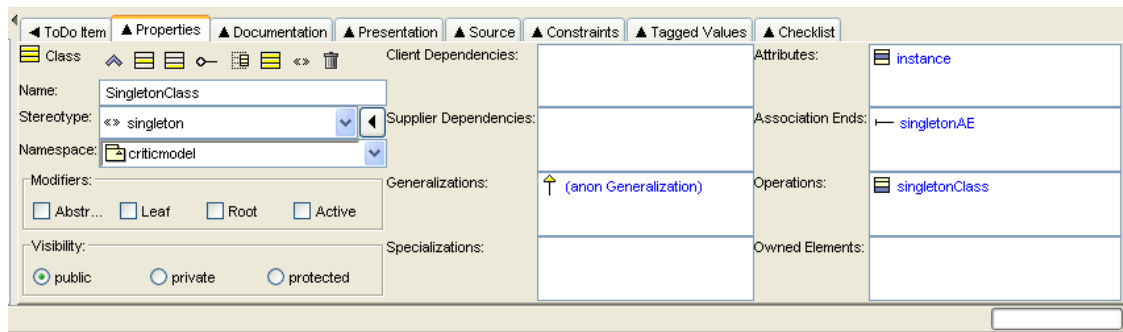 ToDo Item Properties Documentation Presentation Source Constraints Tagged Values Checklist
Class «» Client Dependencies: Attributes: instance
Name: SingletonClass
Stereotype: «» singleton Supplier Dependencies: Association Ends: singletonAE
Namespace: criticmodel
Modifiers: Generalizations: (anon Generalization) Operations: singletonClass
Abstr... Leaf Root Active
Visibility: Specializations: Owned Elements:
public private protected